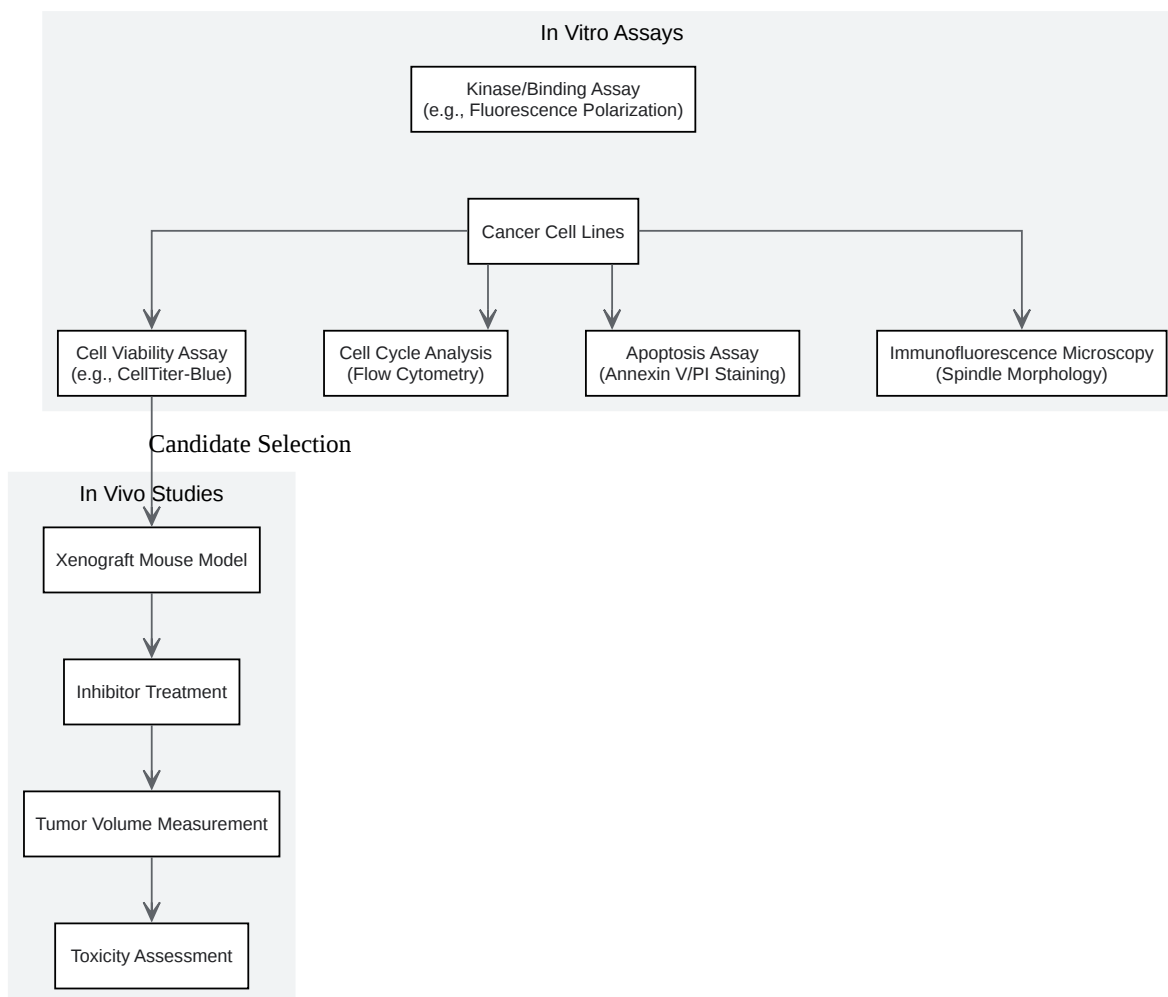 In Vitro Assays
Kinase/Binding Assay
(e.g., Fluorescence Polarization)
Cancer Cell Lines
Cell Viability Assay
(e.g., CellTiter-Blue)
Cell Cycle Analysis
(Flow Cytometry)
Apoptosis Assay
(Annexin V/PI Staining)
Immunofluorescence Microscopy
(Spindle Morphology)
Candidate Selection
In Vivo Studies
Xenograft Mouse Model
Inhibitor Treatment
Tumor Volume Measurement
Toxicity Assessment